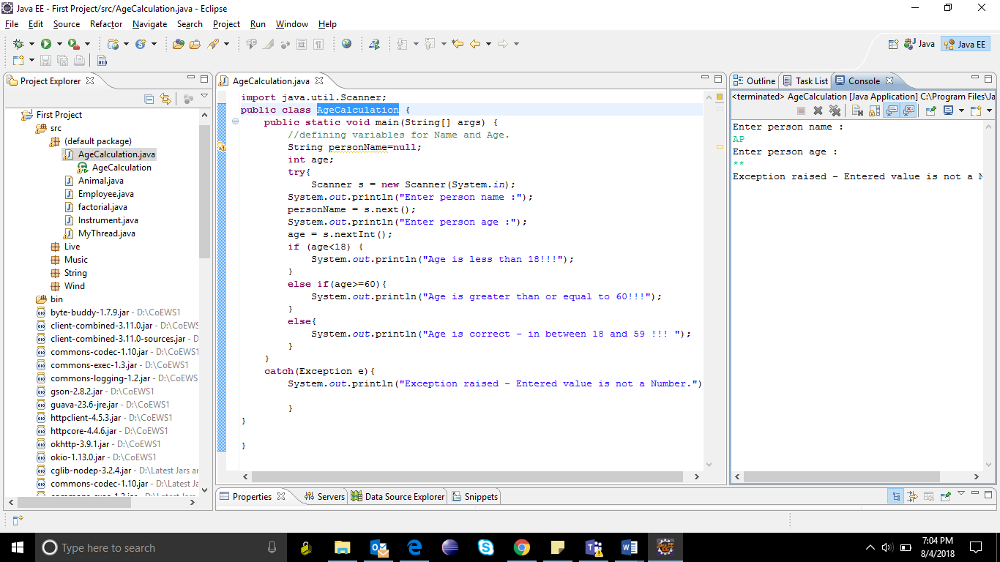 Java EE - First Project/src/AgeCalculation.java - Eclipse
File Edit Source Refactor Navigate Search Project Run Window Help
Java Java EE
Project Explorer
First Project
src
(default package)
AgeCalculation.java
AgeCalculation
Animal.java
Employee.java
factorial.java
Instrument.java
MyThread.java
Live
Music
String
Wind
bin
byte-buddy-1.7.9.jar - D:\CoEWS1
client-combined-3.11.0.jar - D:\CoEWS
client-combined-3.11.0-sources.jar - D
commons-codec-1.10.jar - D:\CoEWS1
commons-exec-1.3.jar - D:\CoEWS1
commons-logging-1.2.jar - D:\CoEWS
gson-2.8.2.jar - D:\CoEWS1
guava-23.6-jre.jar - D:\CoEWS1
httpclient-4.5.3.jar - D:\CoEWS1
httpcore-4.4.6.jar - D:\CoEWS1
okhttp-3.9.1.jar - D:\CoEWS1
okio-1.13.0.jar - D:\CoEWS1
cglib-nodep-3.2.4.jar - D:\Latest Jars ar
commons-codec-1.10.jar - D:\Latest Ja
AgeCalculation.java
import java.util.Scanner;
public class AgeCalculation {
public static void main(String[] args) {
//defining variables for Name and Age.
String personName=null;
int age;
try{
Scanner s = new Scanner(System.in);
System.out.println("Enter person name :");
personName = s.next();
System.out.println("Enter person age :");
age = s.nextInt();
if (age<18) {
System.out.println("Age is less than 18!!!");
}
else if(age>=60){
System.out.println("Age is greater than or equal to 60!!!");
}
else{
System.out.println("Age is correct - in between 18 and 59 !!! ");
}
}
catch(Exception e){
System.out.println("Exception raised - Entered value is not a Number.")
}
}
}
Outline Task List Console
<terminated> AgeCalculation [Java Application] C:\Program Files\Ja
Enter person name :
AP
Enter person age :
**
Exception raised - Entered value is not a N
Properties Servers Data Source Explorer Snippets
Type here to search
7:04 PM
8/4/2018